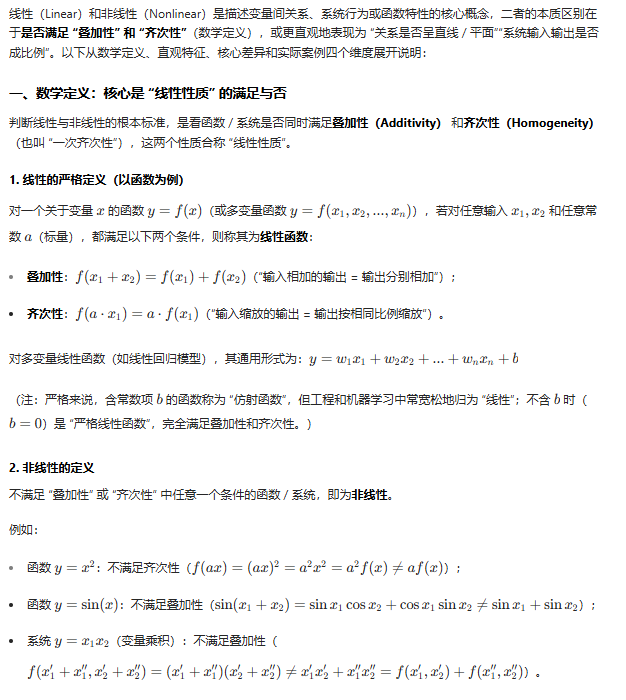 线性（Linear）和非线性（Nonlinear）是描述变量间关系、系统行为或函数特性的核心概念，二者的本质区别在
于是否满足 “叠加性” 和 “齐次性”（数学定义），或更直观地表现为 “关系是否呈直线 / 平面”“系统输入输出是否
成比例”。以下从数学定义、直观特征、核心差异和实际案例四个维度展开说明：
一、数学定义：核心是 “线性性质” 的满足与否
判断线性与非线性的根本标准，是看函数 / 系统是否同时满足叠加性（Additivity） 和齐次性（Homogeneity）
（也叫 “一次齐次性”），这两个性质合称 “线性性质”。
1. 线性的严格定义（以函数为例）
对一个关于变量 x 的函数 y = f(x)（或多变量函数 y = f(x₁, x₂, ..., xₙ)），若对任意输入 x₁, x₂ 和任意常
数 a（标量），都满足以下两个条件，则称其为线性函数：
• 叠加性：f(x₁ + x₂) = f(x₁) + f(x₂)（“输入相加的输出 = 输出分别相加”）；
• 齐次性：f(a · x₁) = a · f(x₁)（“输入缩放的输出 = 输出按相同比例缩放”）。
对多变量线性函数（如线性回归模型），其通用形式为：y = w₁x₁ + w₂x₂ + ... + wₙxₙ + b
（注：严格来说，含常数项 b 的函数称为 “仿射函数”，但工程和机器学习中常宽松地归为 “线性”；不含 b 时（
b = 0）是 “严格线性函数”，完全满足叠加性和齐次性。）
2. 非线性的定义
不满足 “叠加性” 或 “齐次性” 中任意一个条件的函数 / 系统，即为非线性。
例如：
• 函数 y = x²：不满足齐次性（f(ax) = (ax)² = a²x² = a²f(x) ≠ af(x)）；
• 函数 y = sin(x)：不满足叠加性（sin(x₁ + x₂) = sin x₁ cos x₂ + cos x₁ sin x₂ ≠ sin x₁ + sin x₂）；
• 系统 y = x₁x₂（变量乘积）：不满足叠加性（
f(x₁′ + x₁″, x₂′ + x₂″) = (x₁′ + x₁″)(x₂′ + x₂″) ≠ x₁′x₂′ + x₁″x₂″ = f(x₁′, x₂′) + f(x₁″, x₂″)）。